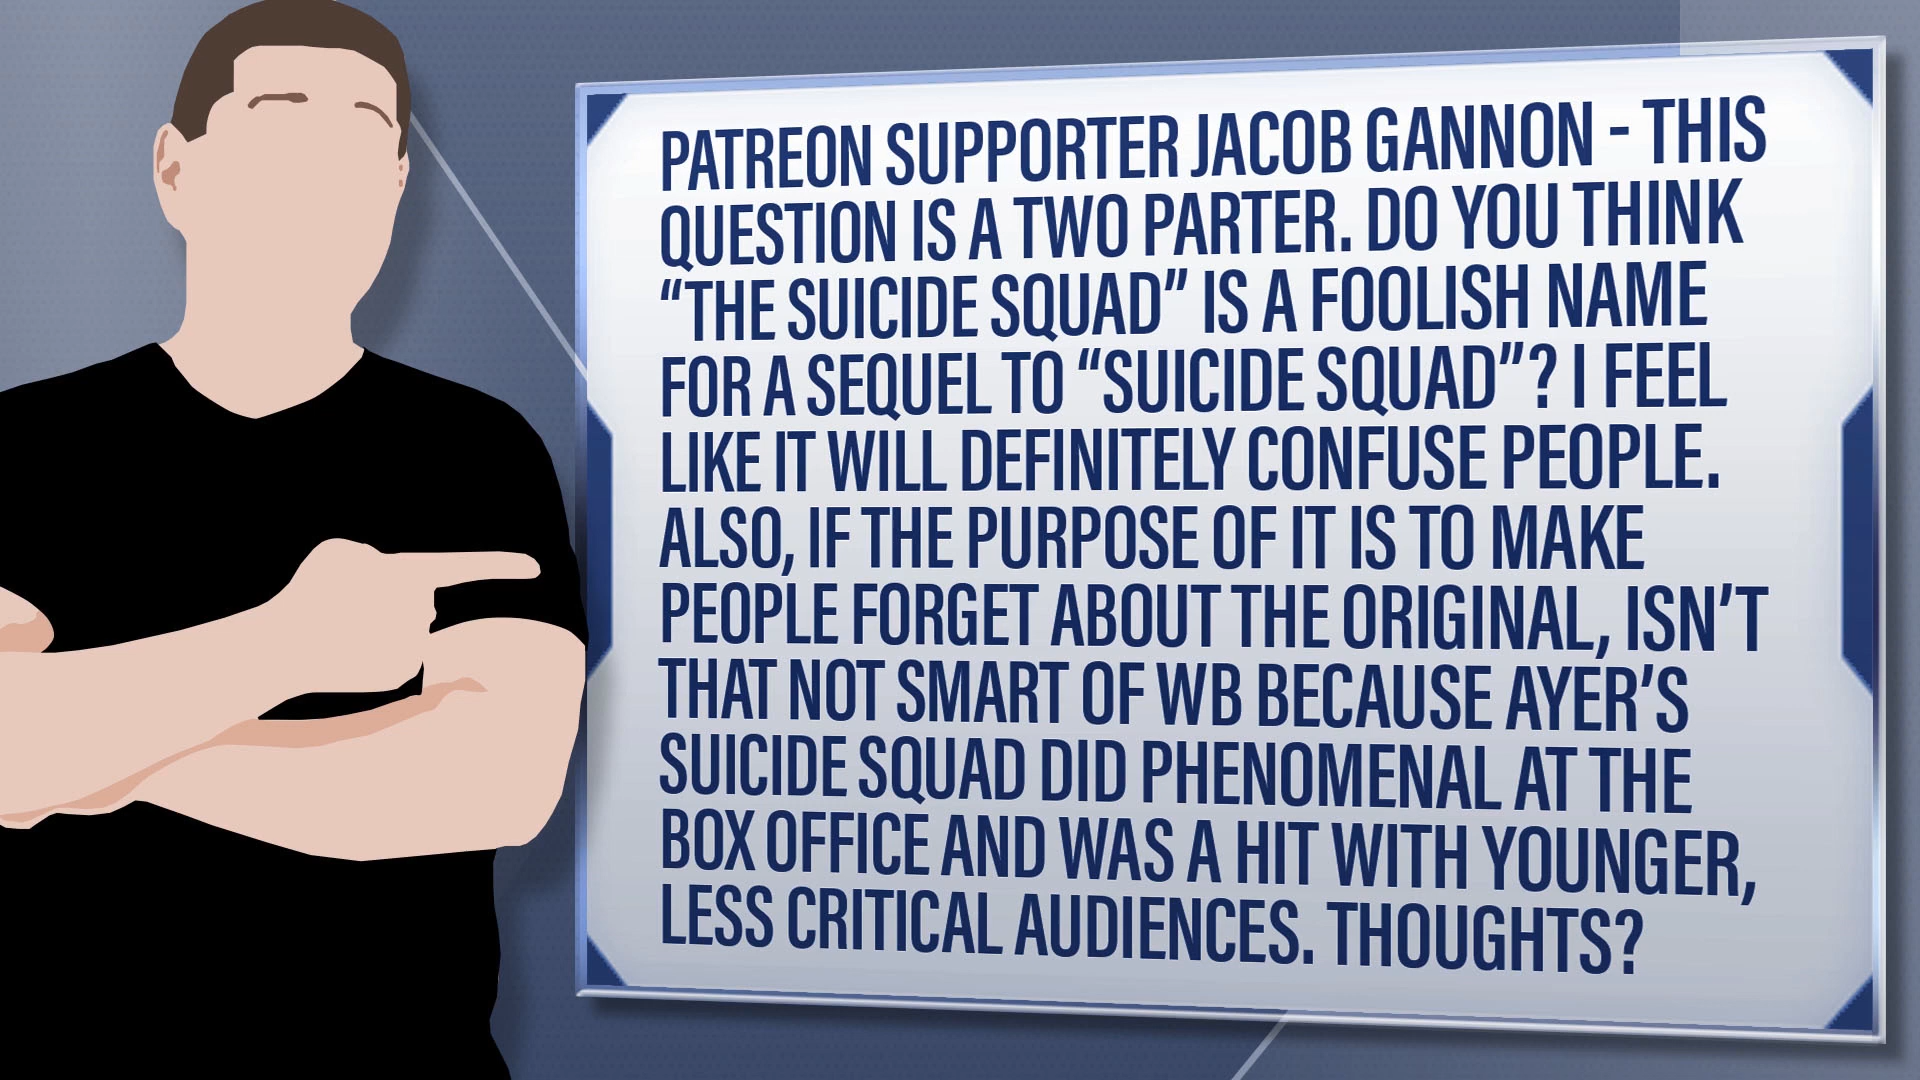 PATREON SUPPORTER JACOB GANNON - THIS
QUESTION IS A TWO PARTER. DO YOU THINK
“THE SUICIDE SQUAD” IS A FOOLISH NAME
FOR A SEQUEL TO “SUICIDE SQUAD”? I FEEL
LIKE IT WILL DEFINITELY CONFUSE PEOPLE.
ALSO, IF THE PURPOSE OF IT IS TO MAKE
PEOPLE FORGET ABOUT THE ORIGINAL, ISN’T
THAT NOT SMART OF WB BECAUSE AYER’S
SUICIDE SQUAD DID PHENOMENAL AT THE
BOX OFFICE AND WAS A HIT WITH YOUNGER,
LESS CRITICAL AUDIENCES. THOUGHTS?